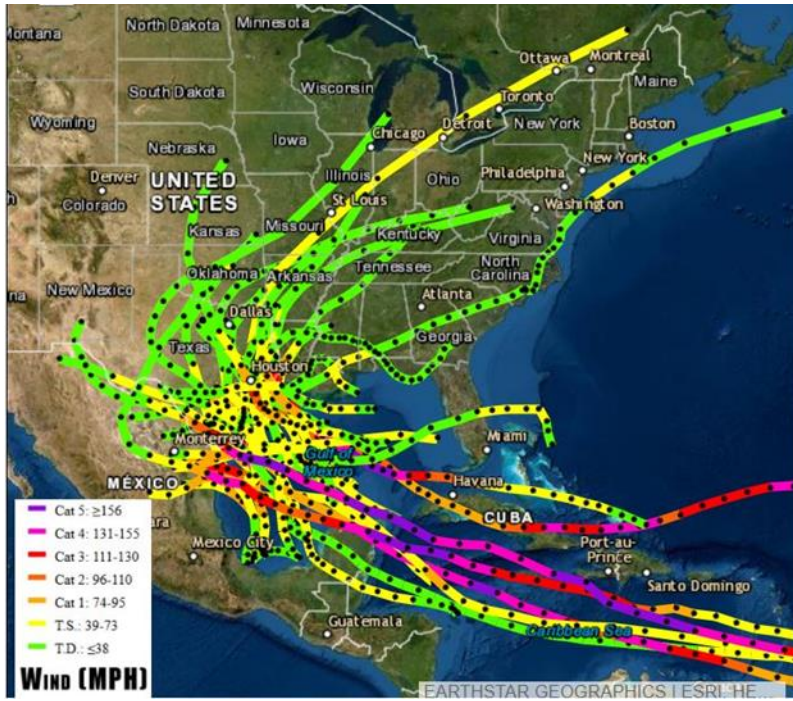 North Dakota
Minnesota
Montana
Ottawa
Montreal
Wisconsin
Maine
South Dakota
Toronto
Wyoming
Detroit
New York
Boston
Iowa
Chicago
Nebraska
New York
Denver
UNITED
STATES
Illinois
Ohio
Philadelphia
Colorado
St Louis
Washington
Kansas
Missouri
Kentucky
Virginia
Oklahoma
Arkansas
Tennessee
North
Carolina
New Mexico
Atlanta
Dallas
Texas
Georgia
Houston
Monterrey
Gulf of
Mexico
Miami
MÉXICO
Havana
CUBA
Cat 5: ≥156
Cat 4: 131-155
Cat 3: 111-130
Cat 2: 96-110
Cat 1: 74-95
T.S.: 39-73
T.D.: ≤38
WIND (MPH)
Mexico City
Port-au-
Prince
Santo Domingo
Guatemala
Caribbean Sea
EARTHSTAR GEOGRAPHICS | ESRI, HE...